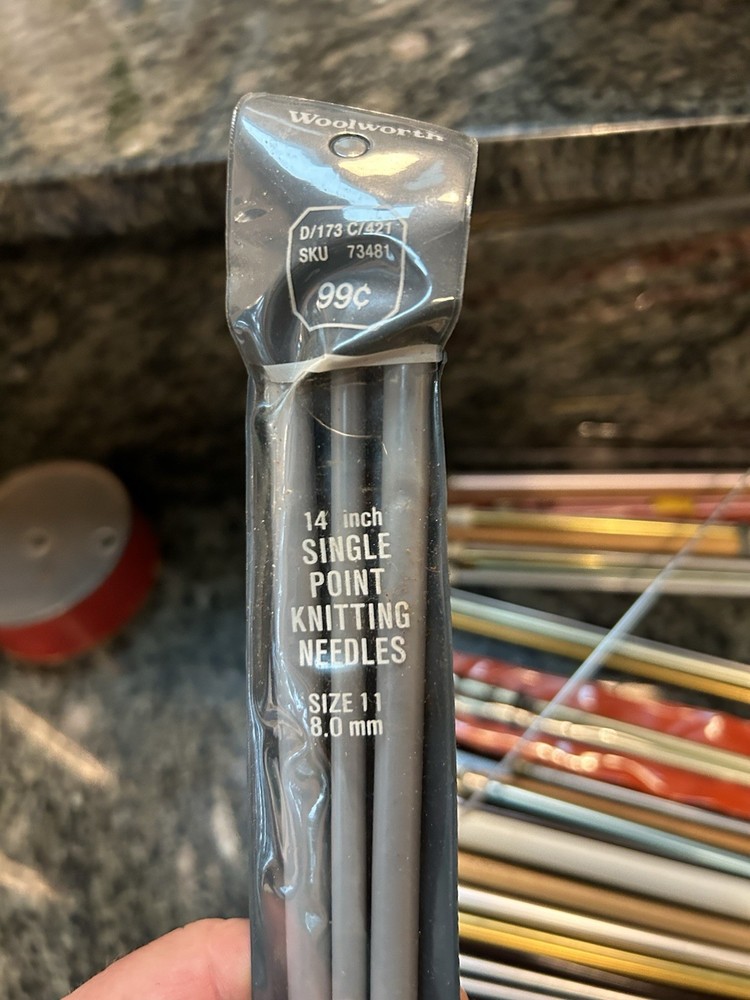 Woolworth
D/173 C/421
SKU 73481
99¢
14 inch
SINGLE
POINT
KNITTING
NEEDLES
SIZE 11
8.0 mm